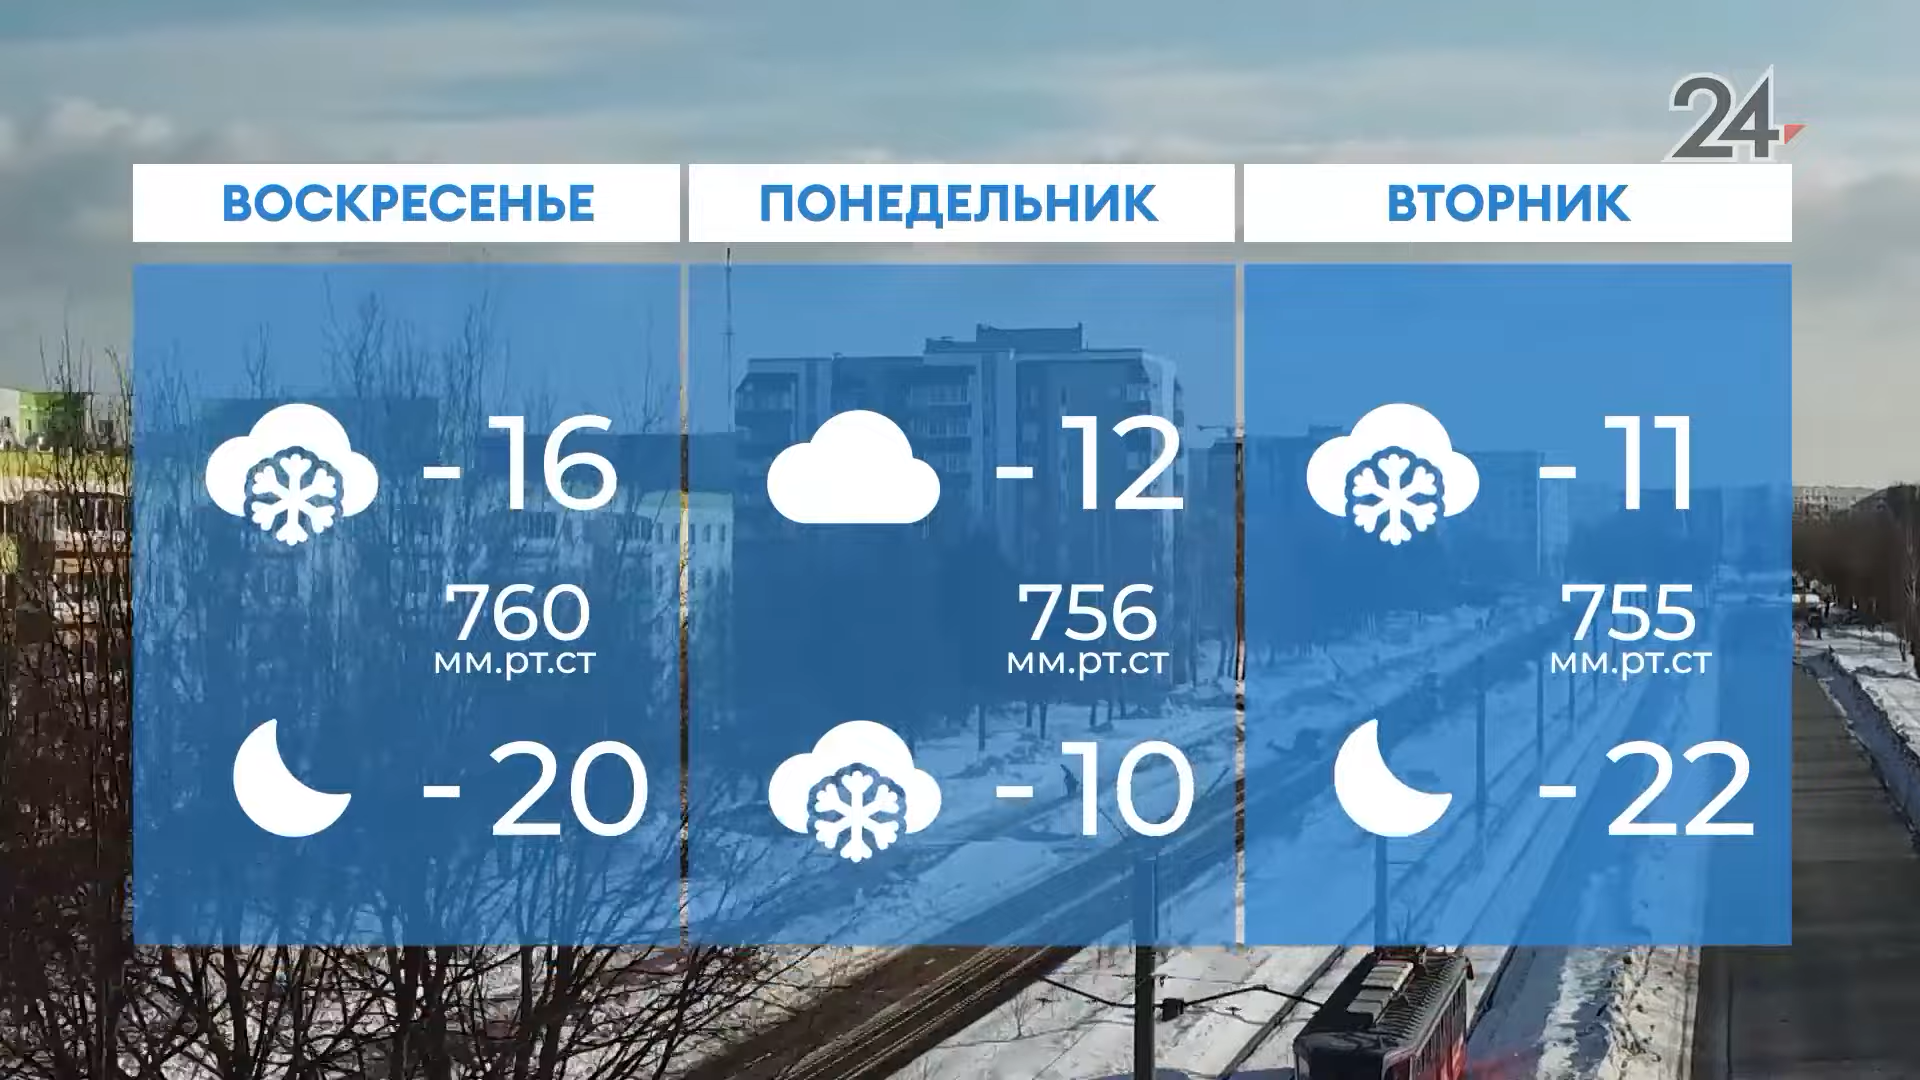 24
ВОСКРЕСЕНЬЕ
ПОНЕДЕЛЬНИК
ВТОРНИК
- 16
760
мм.рт.ст
- 20
- 12
756
мм.рт.ст
- 10
- 11
755
мм.рт.ст
- 22